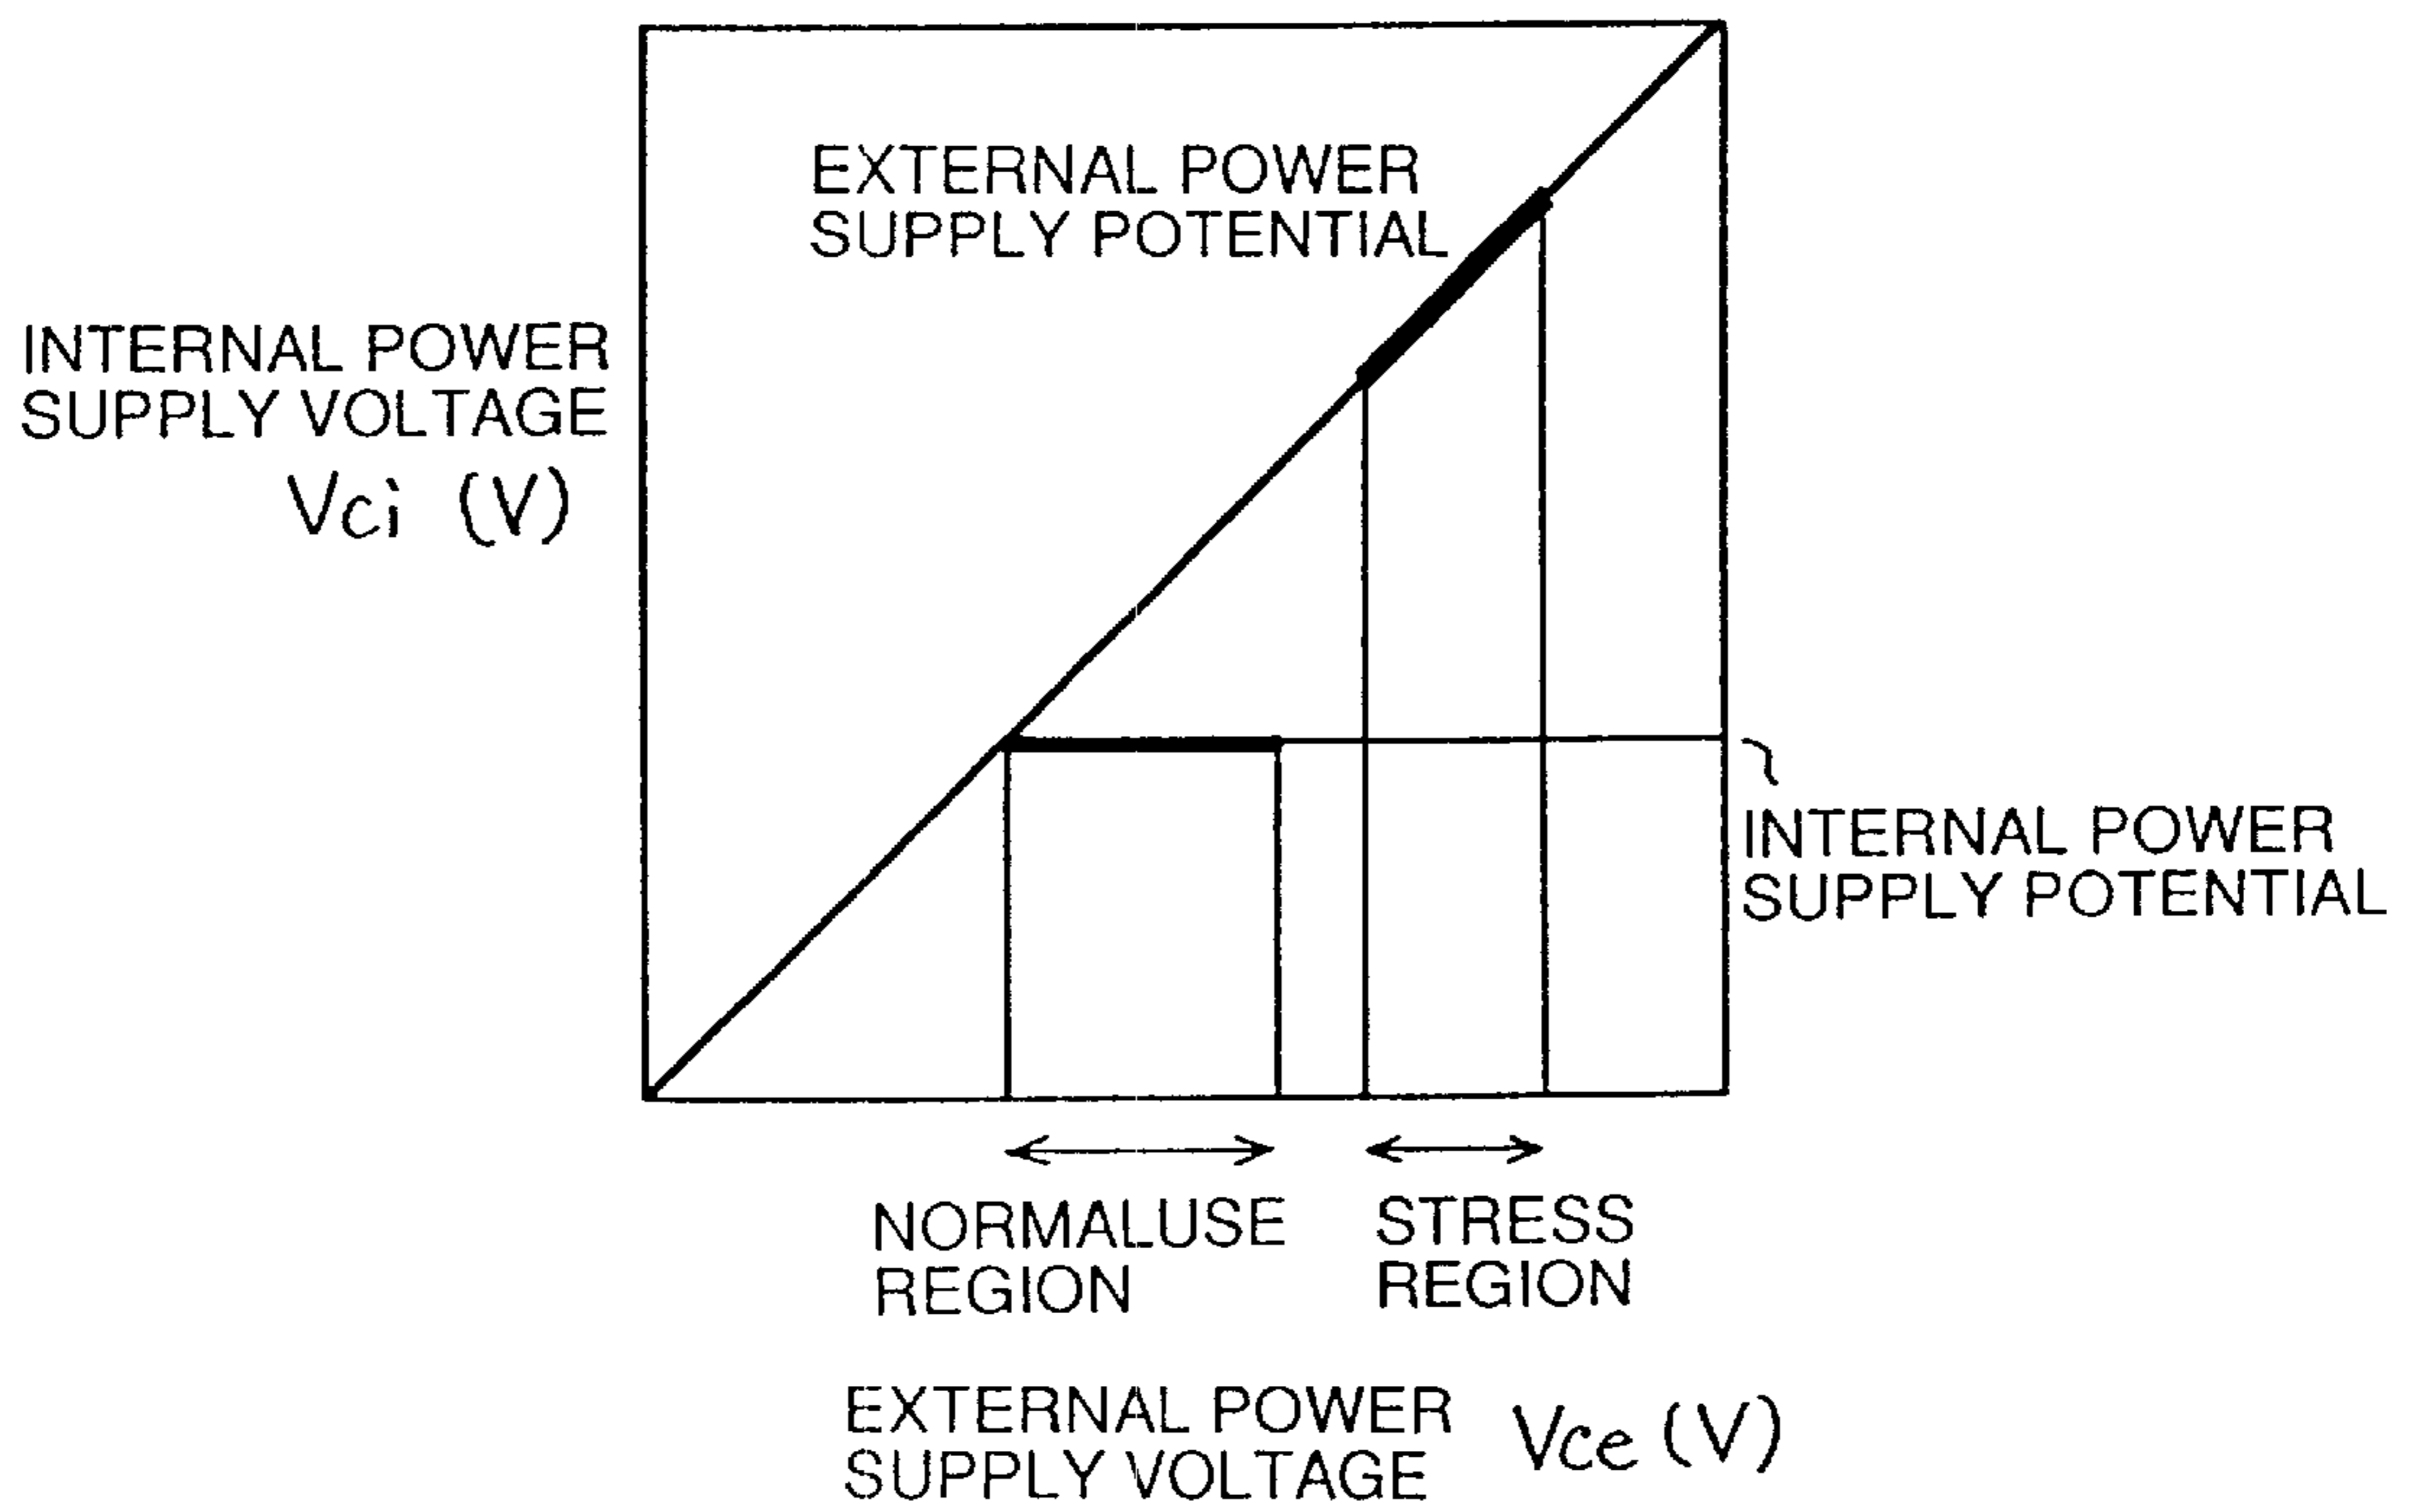 EXTERNAL POWER
SUPPLY POTENTIAL
INTERNAL POWER
SUPPLY VOLTAGE
Vci (V)
INTERNAL POWER
SUPPLY POTENTIAL
NORMALUSE
REGION
STRESS
REGION
EXTERNAL POWER
SUPPLY VOLTAGE
Vce (V)